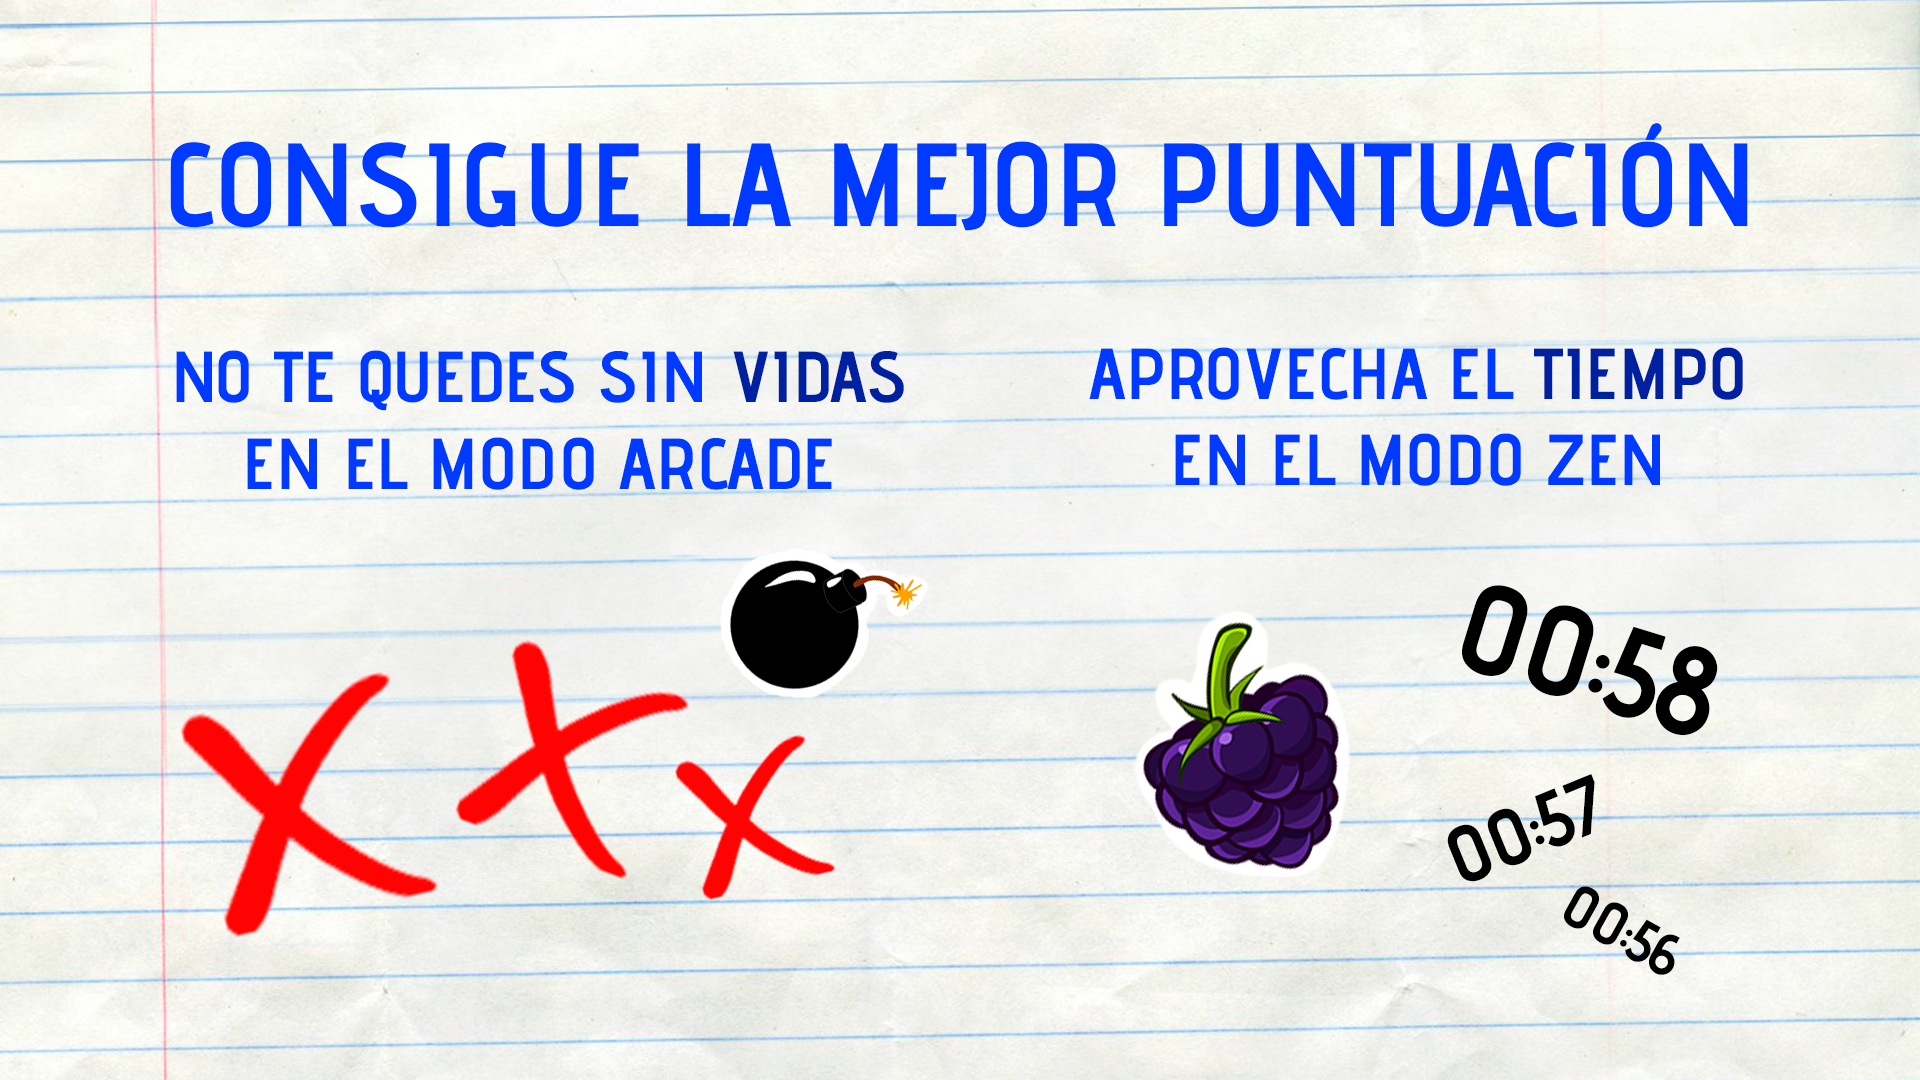 CONSIGUE LA MEJOR PUNTUACIÓN
NO TE QUEDES SIN VIDAS
EN EL MODO ARCADE
APROVECHA EL TIEMPO
EN EL MODO ZEN
00:58
00:57
00:56